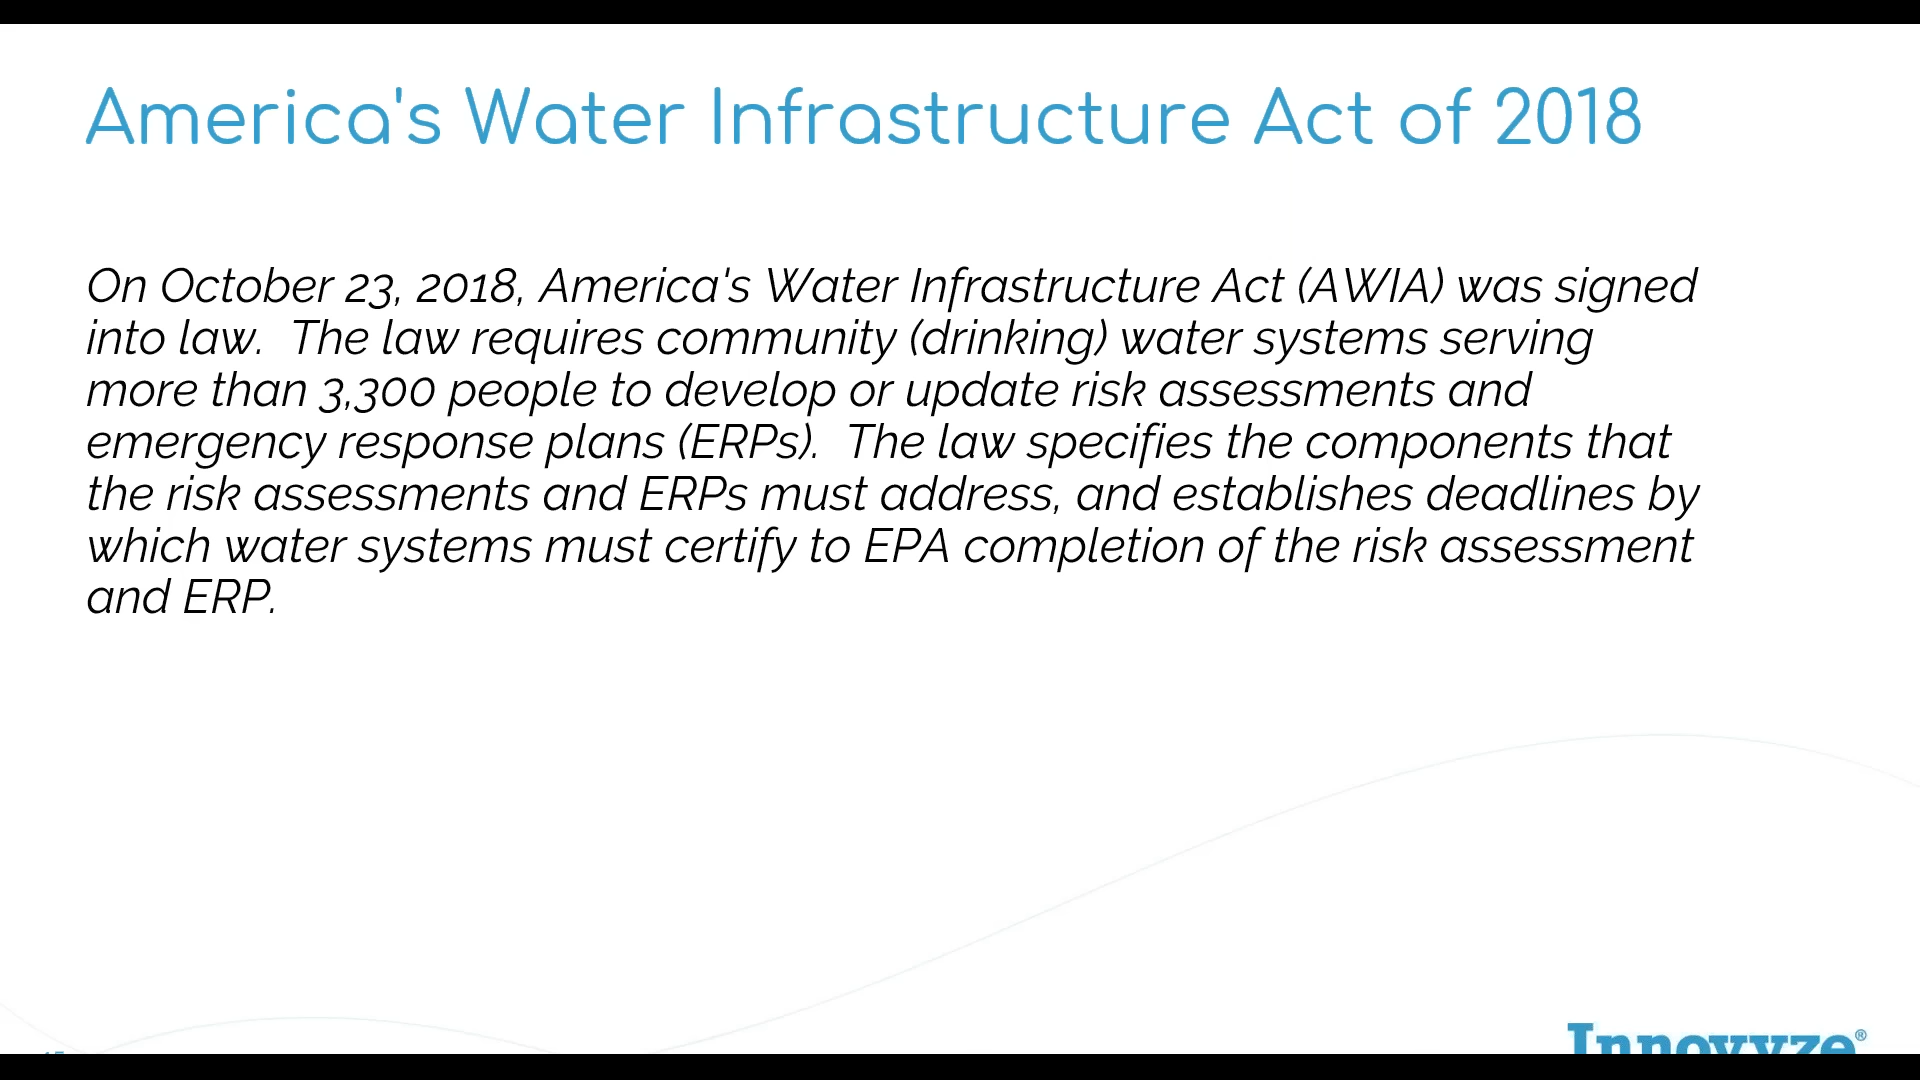 America's Water Infrastructure Act of 2018
On October 23, 2018, America's Water Infrastructure Act (AWIA) was signed
into law.  The law requires community (drinking) water systems serving
more than 3,300 people to develop or update risk assessments and
emergency response plans (ERPs).  The law specifies the components that
the risk assessments and ERPs must address, and establishes deadlines by
which water systems must certify to EPA completion of the risk assessment
and ERP.
Innovyze®